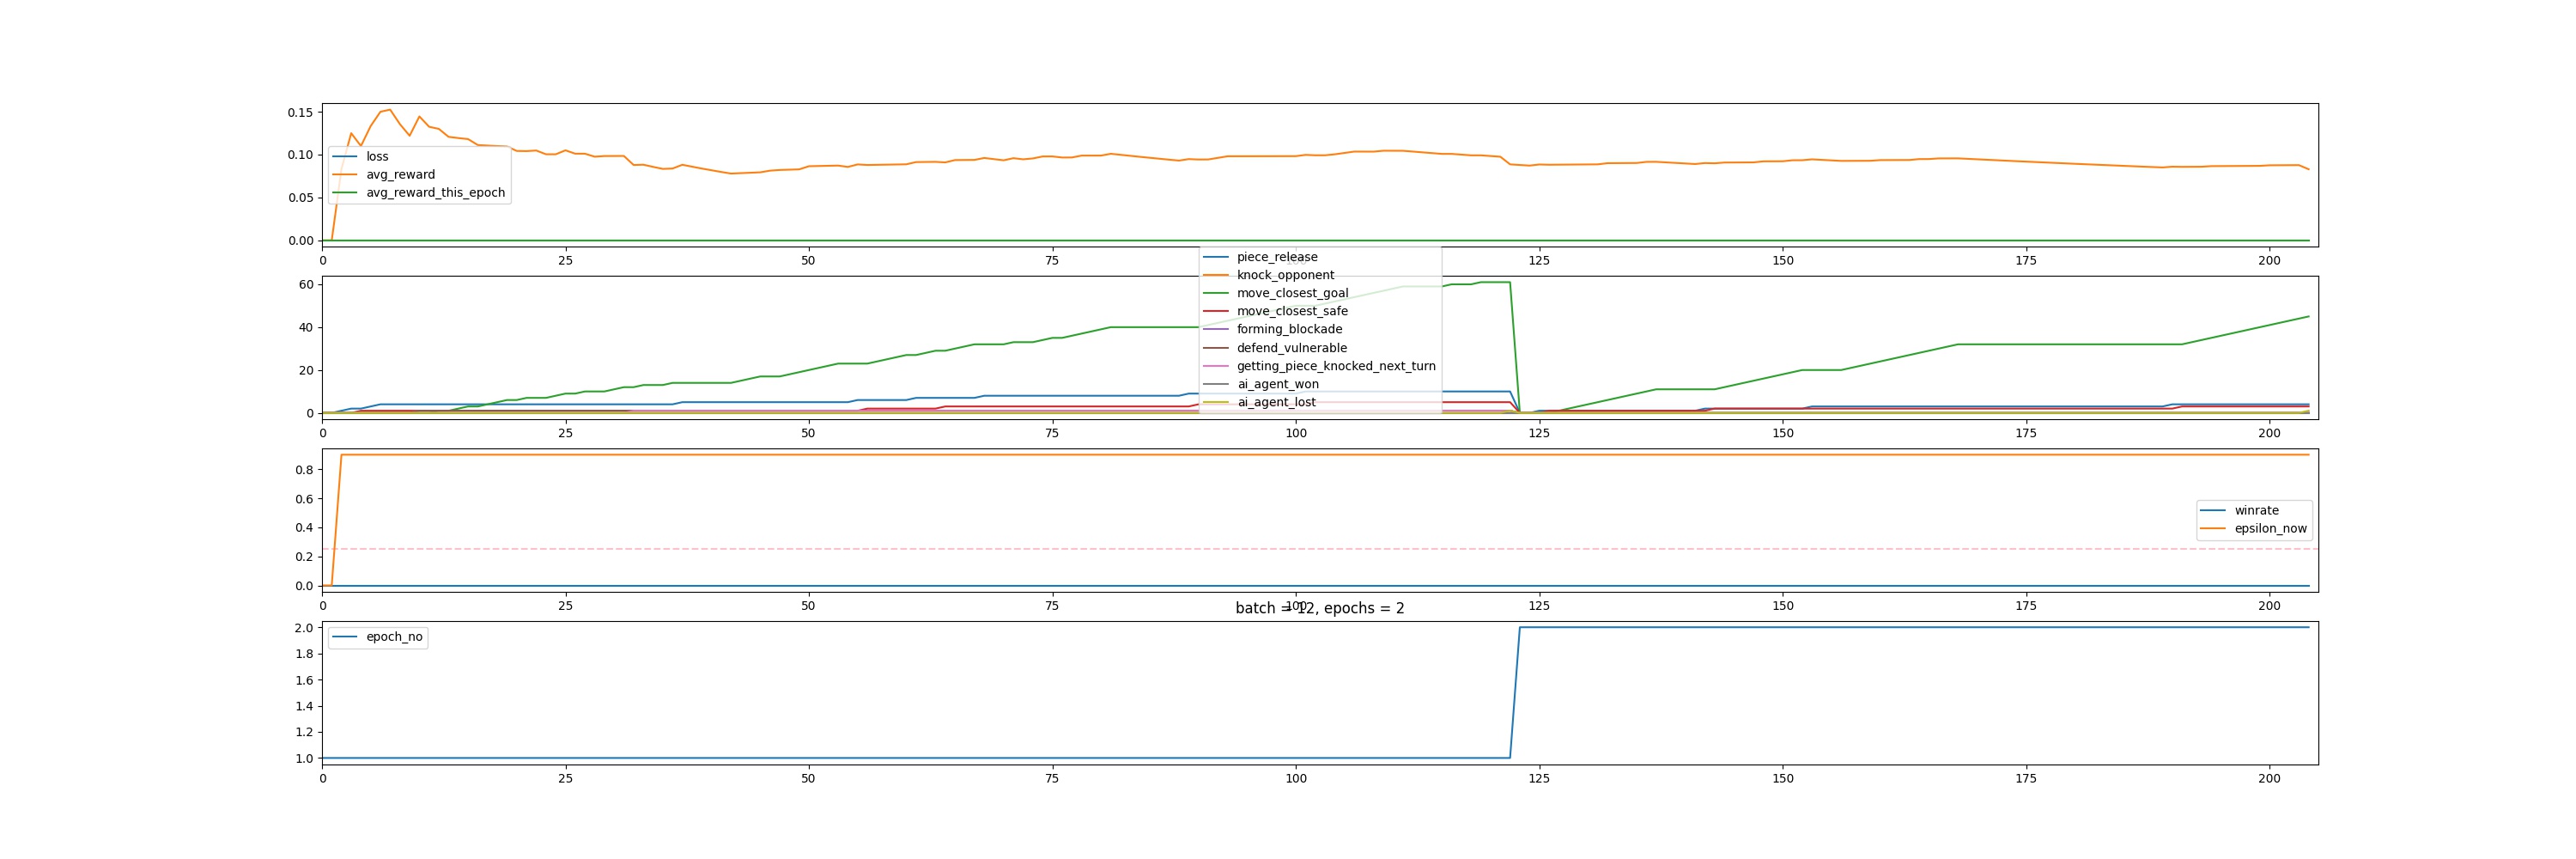 0.15
0.10
0.05
0.00
loss
avg_reward
avg_reward_this_epoch
0 25 50 75 100 125 150 175 200
60
40
20
0
piece_release
knock_opponent
move_closest_goal
move_closest_safe
forming_blockade
defend_vulnerable
getting_piece_knocked_next_turn
ai_agent_won
ai_agent_lost
0 25 50 75 100 125 150 175 200
0.8
0.6
0.4
0.2
0.0
winrate
epsilon_now
0 25 50 75 100 125 150 175 200
batch = 12, epochs = 2
2.0
1.8
1.6
1.4
1.2
1.0
epoch_no
0 25 50 75 100 125 150 175 200